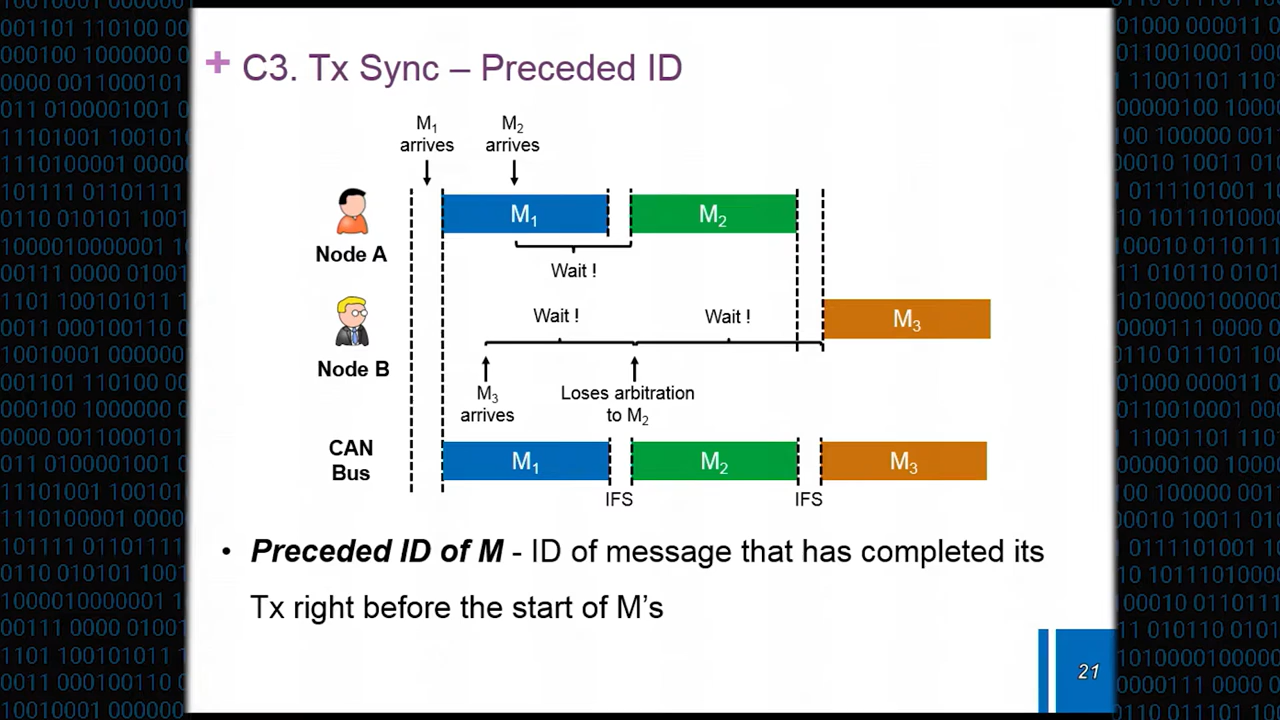 + C3. Tx Sync – Preceded ID
M₁ arrives
M₂ arrives
M₁
M₂
Node A
Wait !
Wait !
Wait !
M₃
Node B
M₃ arrives
Loses arbitration to M₂
CAN Bus
M₁
M₂
M₃
IFS
IFS
• Preceded ID of M - ID of message that has completed its
Tx right before the start of M’s
21